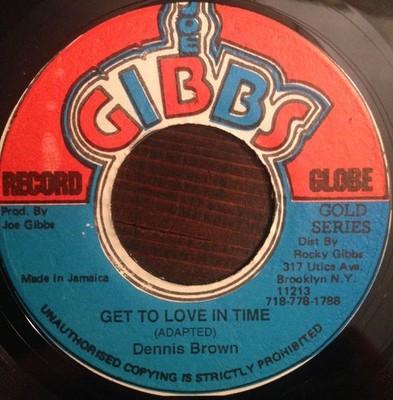 JOE
GIBBS
RECORD GLOBE
Prod. By
Joe Gibbs
GOLD
SERIES
Dist By
Rocky Gibbs
317 Utica Ave.
Brooklyn N.Y.
11213
718-778-1788
Made In Jamaica
GET TO LOVE IN TIME
(ADAPTED)
Dennis Brown
UNAUTHORISED COPYING IS STRICTLY PROHIBITED